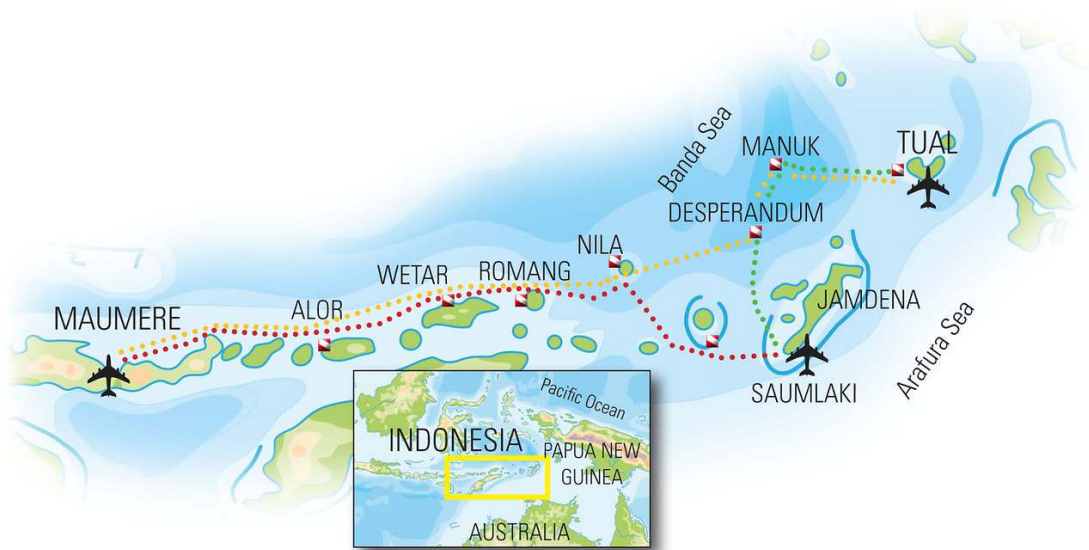 Banda Sea
MANUK
TUAL
DESPERANDUM
NILA
WETAR
ROMANG
ALOR
MAUMERE
JAMDENA
SAUMLAKI
Arafura Sea
Pacific Ocean
INDONESIA
PAPUA NEW
GUINEA
AUSTRALIA